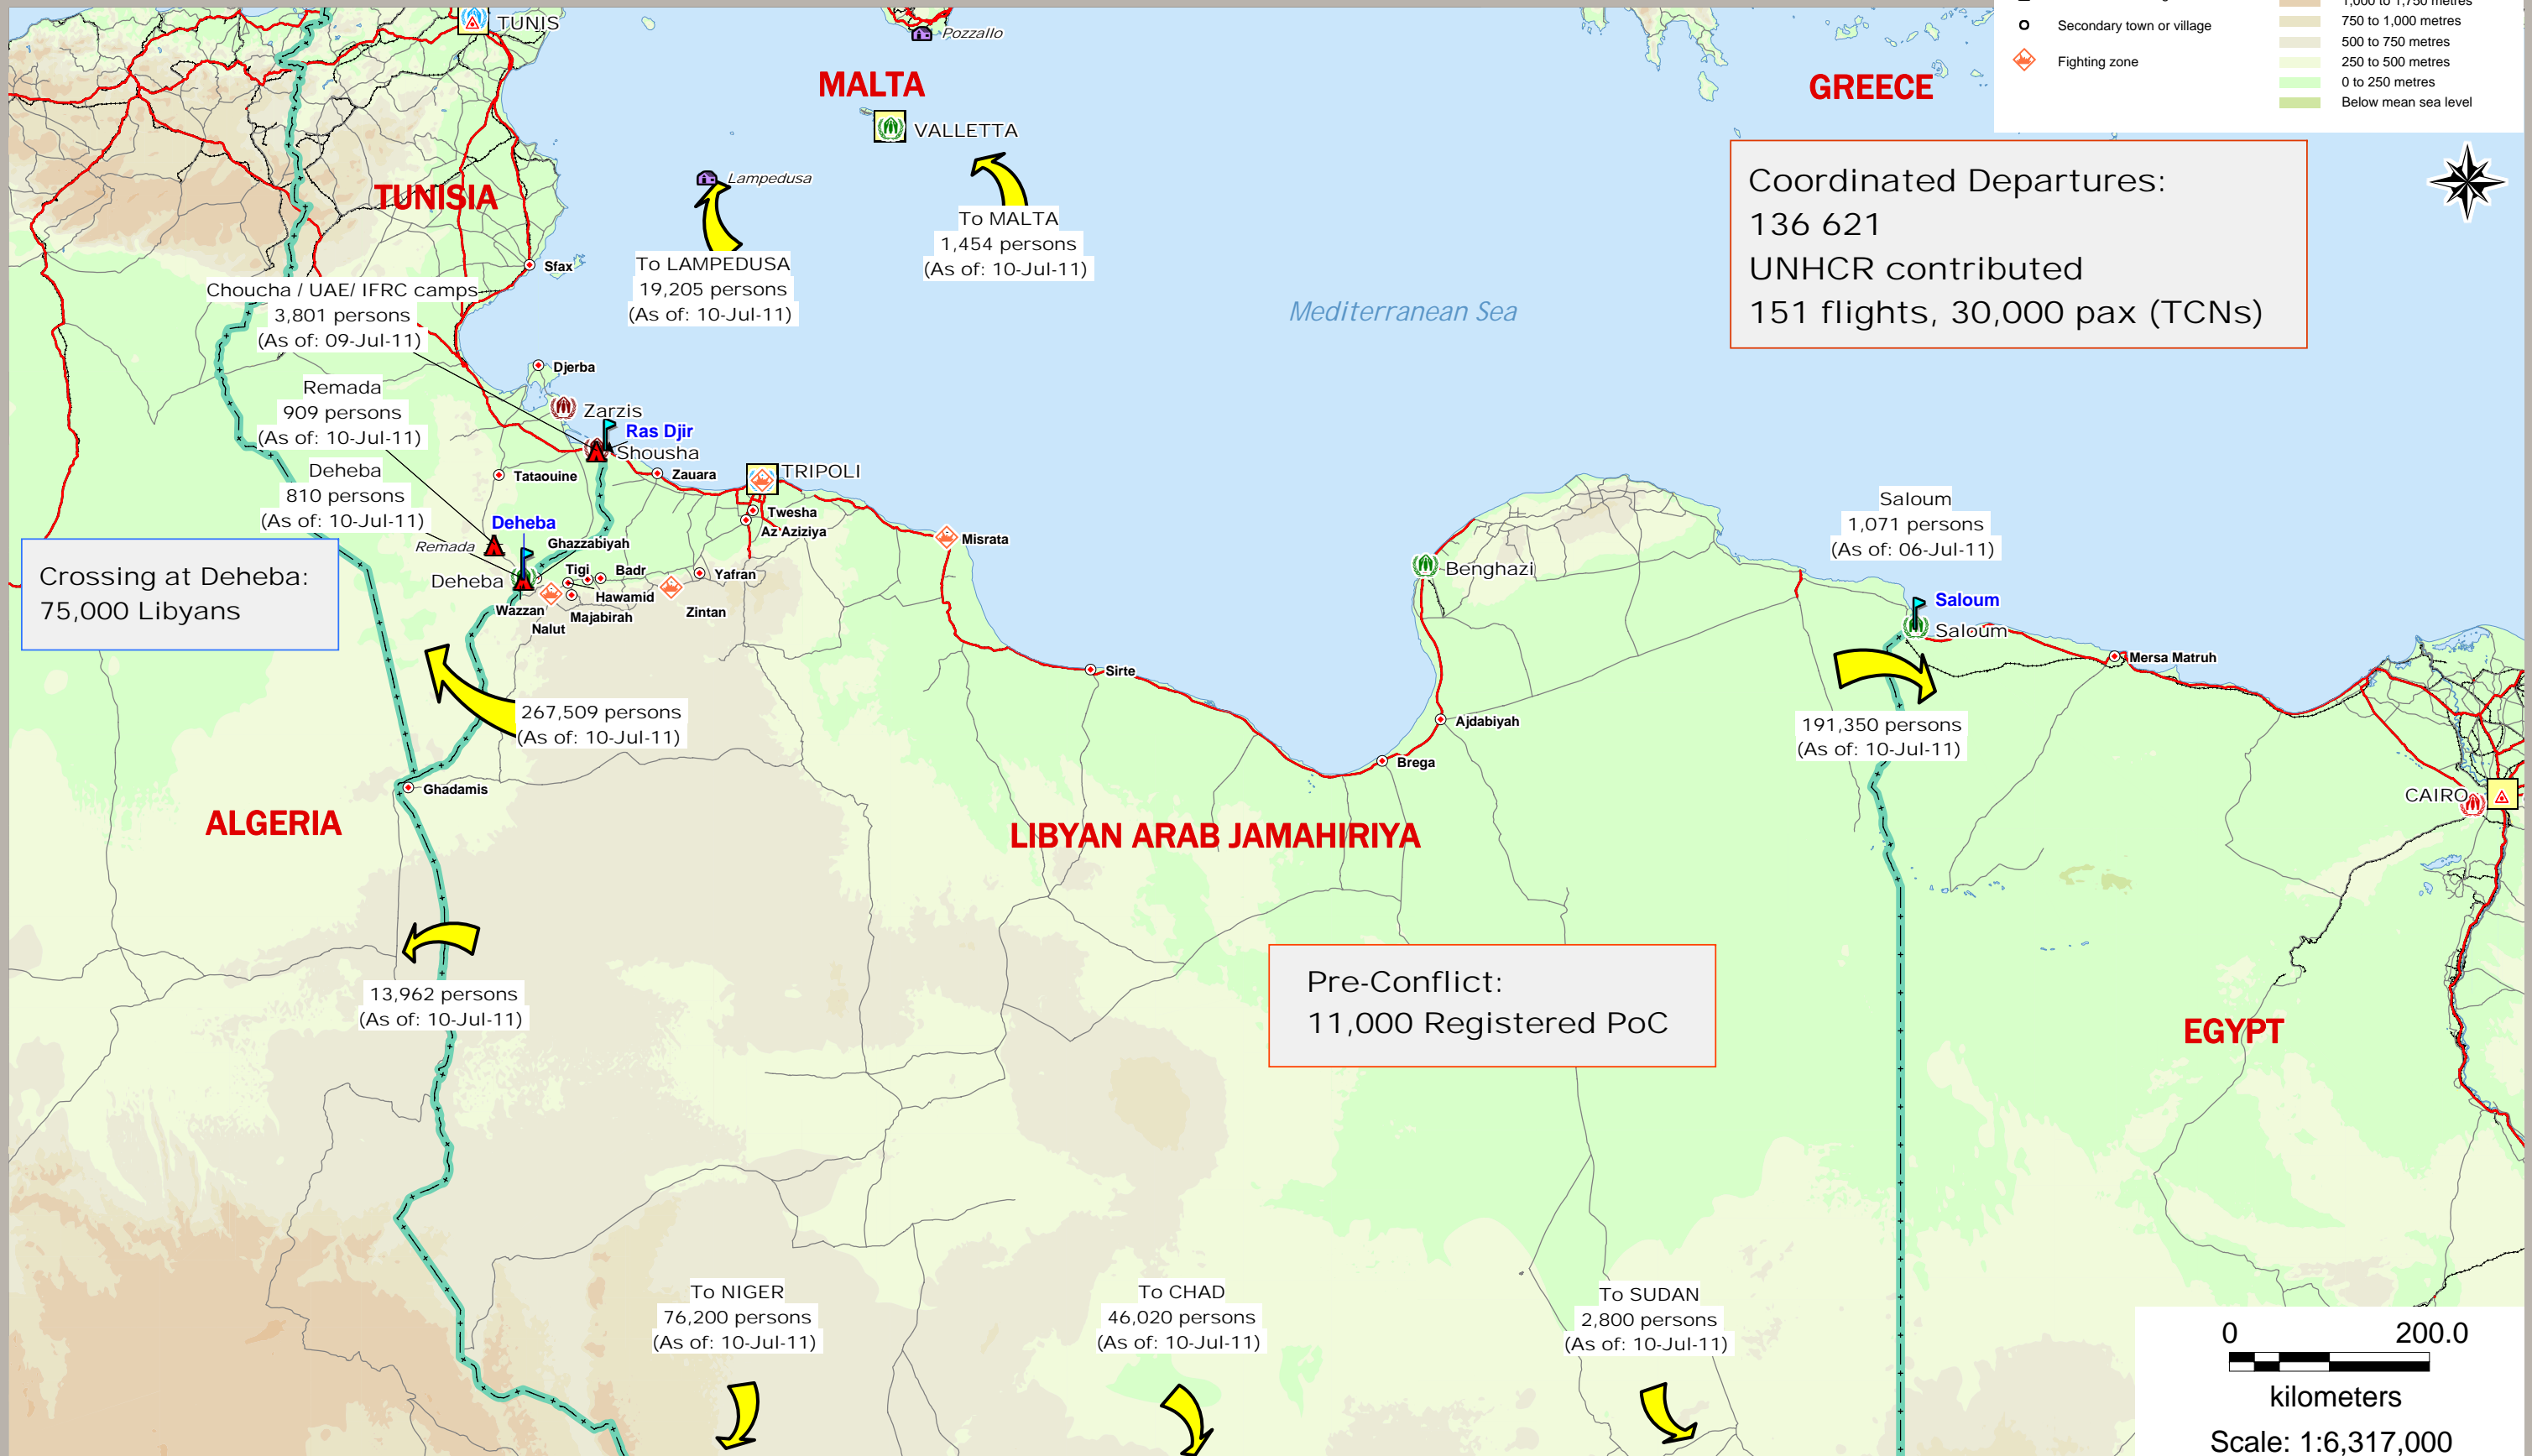 TUNIS
Pozzallo
MALTA
VALLETTA
GREECE
1,000 to 1,750 metres
Secondary town or village
750 to 1,000 metres
500 to 750 metres
Fighting zone
250 to 500 metres
0 to 250 metres
Below mean sea level
TUNISIA
Lampedusa
To MALTA
1,454 persons
(As of: 10-Jul-11)
To LAMPEDUSA
19,205 persons
(As of: 10-Jul-11)
Coordinated Departures:
136 621
UNHCR contributed
151 flights, 30,000 pax (TCNs)
Mediterranean Sea
Sfax
Choucha / UAE/ IFRC camps
3,801 persons
(As of: 09-Jul-11)
Djerba
Remada
909 persons
(As of: 10-Jul-11)
Zarzis
Ras Djir
Shousha
Deheba
810 persons
(As of: 10-Jul-11)
Tataouine
Zauara
TRIPOLI
Twesha
Az'Aziziya
Misrata
Deheba
Remada
Ghazzabiyah
Deheba
Tigi
Badr
Yafran
Wazzan
Hawamid
Majabirah
Zintan
Nalut
Crossing at Deheba:
75,000 Libyans
Benghazi
Saloum
1,071 persons
(As of: 06-Jul-11)
Saloum
Saloum
Mersa Matruh
Sirte
Ajdabiyah
Brega
267,509 persons
(As of: 10-Jul-11)
191,350 persons
(As of: 10-Jul-11)
Ghadamis
CAIRO
ALGERIA
LIBYAN ARAB JAMAHIRIYA
13,962 persons
(As of: 10-Jul-11)
Pre-Conflict:
11,000 Registered PoC
EGYPT
To NIGER
76,200 persons
(As of: 10-Jul-11)
To CHAD
46,020 persons
(As of: 10-Jul-11)
To SUDAN
2,800 persons
(As of: 10-Jul-11)
0 200.0
kilometers
Scale: 1:6,317,000